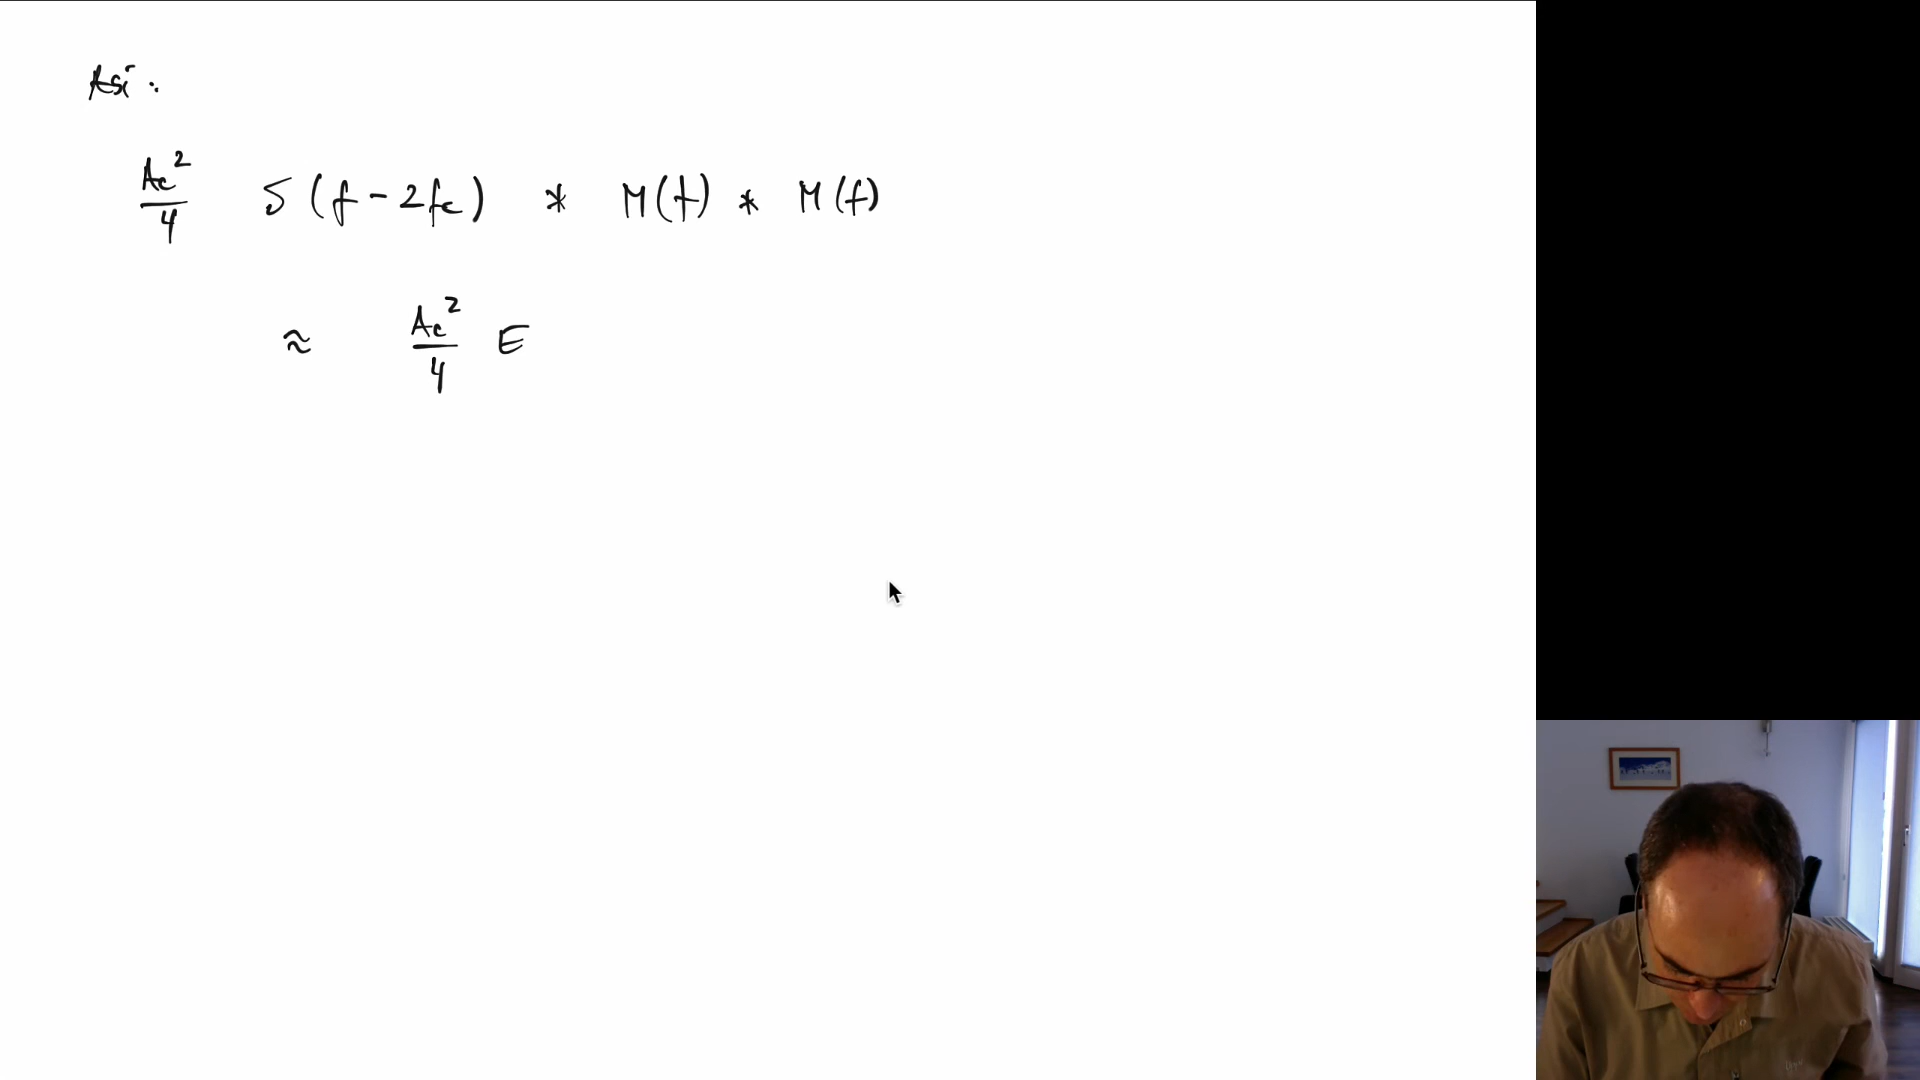 Así:
Ac²/4 δ(f-2fc) * M(f) * M(f)
≈ Ac²/4 E